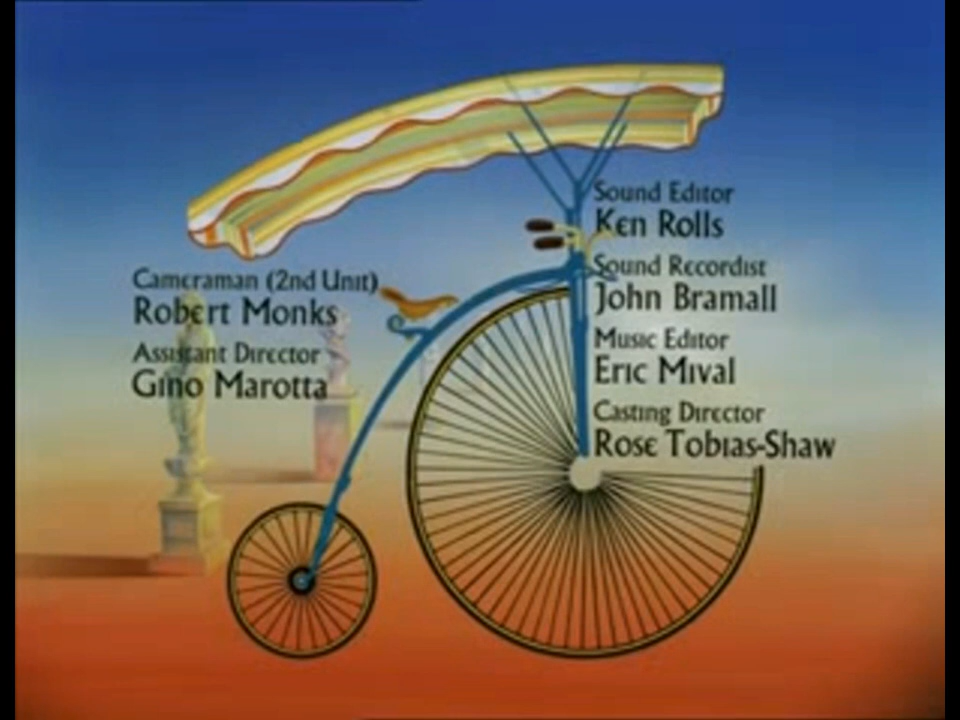 Cameraman (2nd Unit)
Robert Monks
Assistant Director
Gino Marotta
Sound Editor
Ken Rolls
Sound Recordist
John Bramall
Music Editor
Eric Mival
Casting Director
Rose Tobias-Shaw